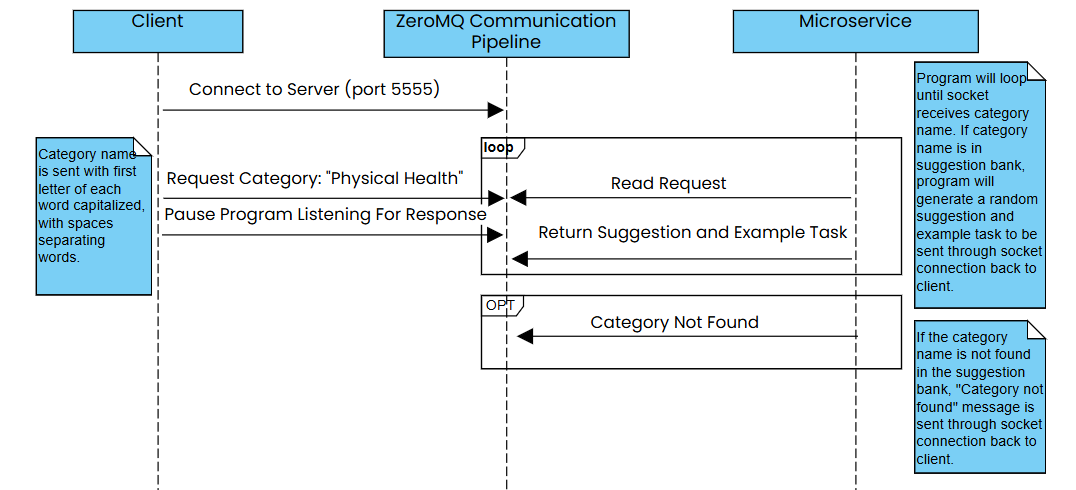 Client
ZeroMQ Communication
Pipeline
Microservice
Connect to Server (port 5555)
Program will loop
until socket
receives category
name. If category
name is in
suggestion bank,
program will
generate a random
suggestion and
example task to be
sent through socket
connection back to
client.
Category name
is sent with first
letter of each
word capitalized,
with spaces
separating
words.
loop
Request Category: "Physical Health"
Read Request
Pause Program Listening For Response
Return Suggestion and Example Task
OPT
Category Not Found
If the category
name is not found
in the suggestion
bank, "Category not
found" message is
sent through socket
connection back to
client.